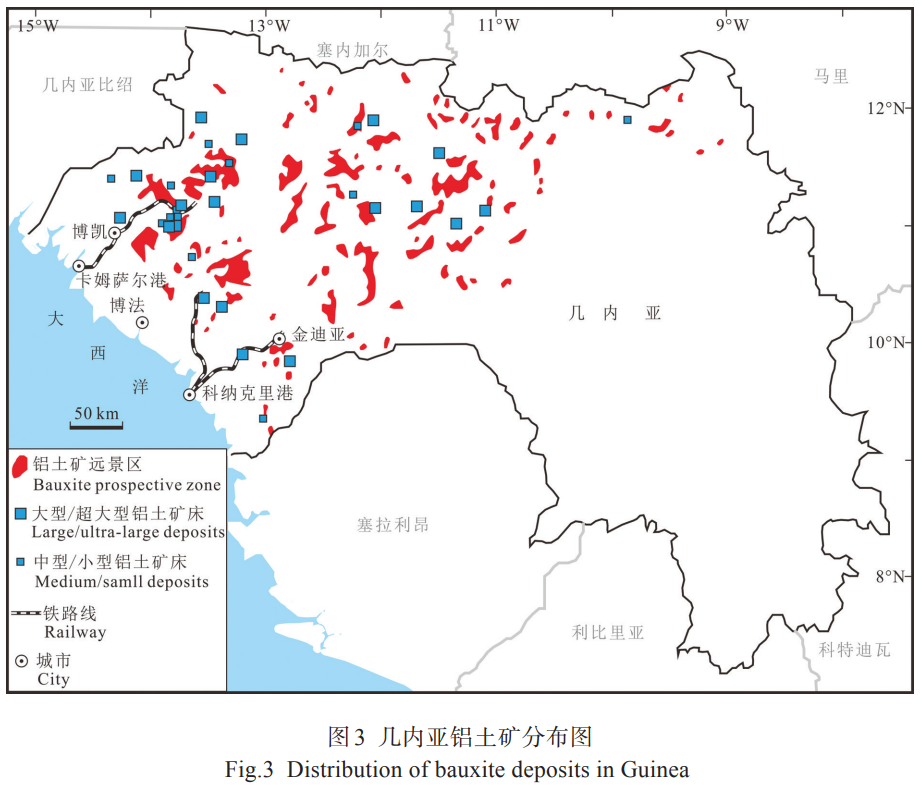 15°W
13°W
11°W
9°W
塞内加尔
几内亚比绍
马里
12°N
博凯
卡姆萨尔港
博法
大
西
洋
几 内 亚
金迪亚
10°N
科纳克里港
50 km
铝土矿远景区
Bauxite prospective zone
大型/超大型铝土矿床
Large/ultra-large deposits
中型/小型铝土矿床
Medium/samll deposits
铁路线
Railway
城市
City
塞拉利昂
8°N
利比里亚
科特迪瓦
图3 几内亚铝土矿分布图
Fig.3 Distribution of bauxite deposits in Guinea